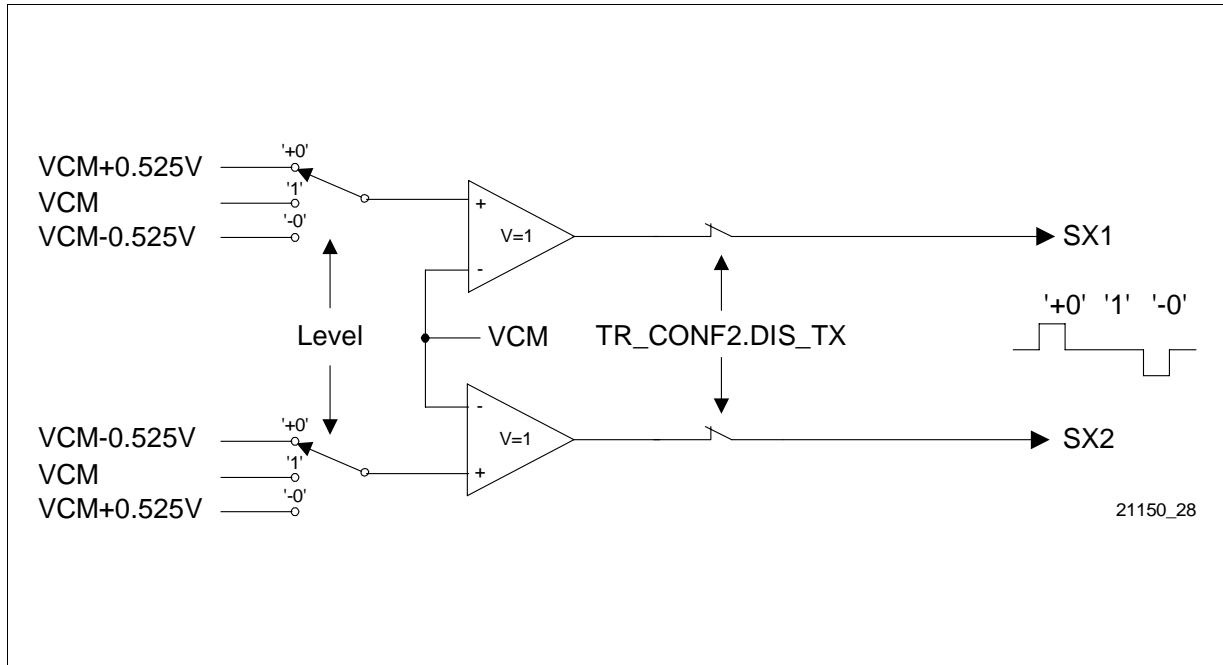 VCM+0.525V '+0'
VCM '1'
VCM-0.525V '-0'
+
V=1
-
SX1
Level
VCM
TR_CONF2.DIS_TX
'+0' '1' '-0'
-
V=1
+
SX2
VCM-0.525V '+0'
VCM '1'
VCM+0.525V '-0'
21150_28